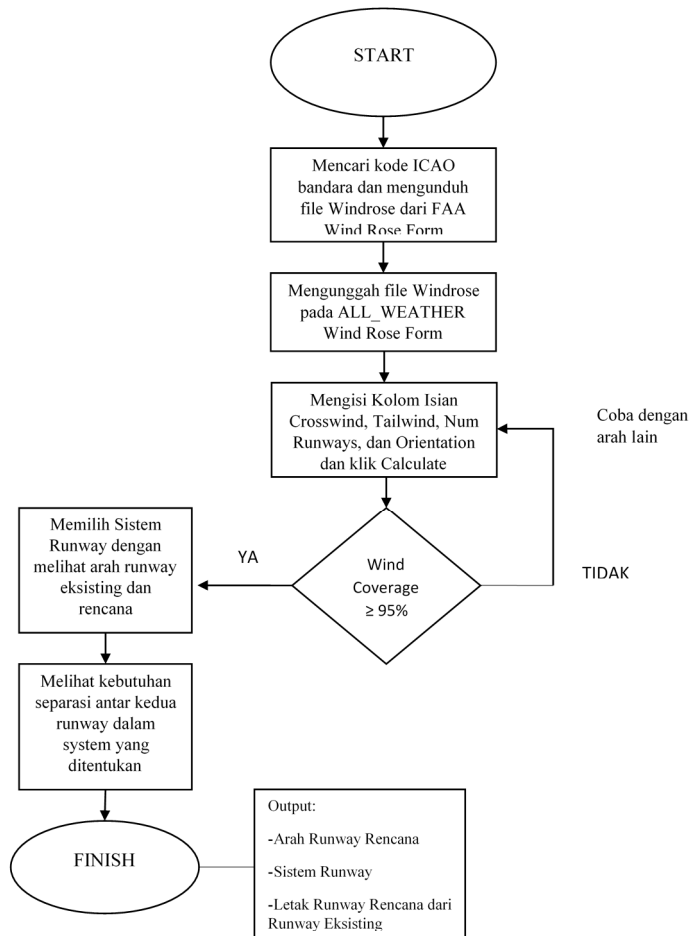 START
Mencari kode ICAO
bandara dan mengunduh
file Windrose dari FAA
Wind Rose Form
Mengunggah file Windrose
pada ALL_WEATHER
Wind Rose Form
Mengisi Kolom Isian
Crosswind, Tailwind, Num
Runways, dan Orientation
dan klik Calculate
Coba dengan
arah lain
Wind
Coverage
≥ 95%
YA
TIDAK
Memilih Sistem
Runway dengan
melihat arah runway
eksisting dan
rencana
Melihat kebutuhan
separasi antar kedua
runway dalam
system yang
ditentukan
FINISH
Output:
-Arah Runway Rencana
-Sistem Runway
-Letak Runway Rencana dari
Runway Eksisting